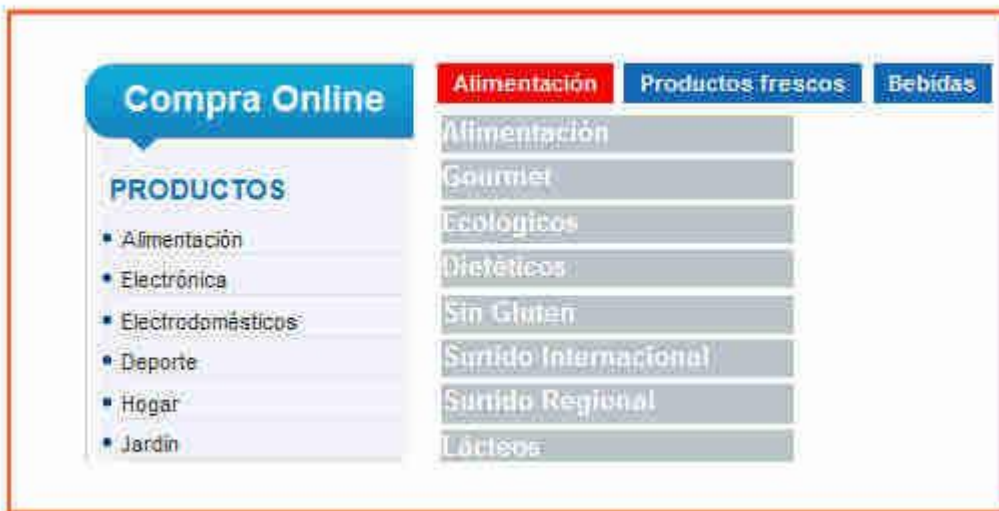 Compra Online
PRODUCTOS
Alimentación
Electrónica
Electrodomésticos
Deporte
Hogar
Jardín
Alimentación
Productos frescos
Bebidas
Alimentación
Gourmet
Ecológicos
Dietéticos
Sin Gluten
Surtido Internacional
Surtido Regional
Lácteos